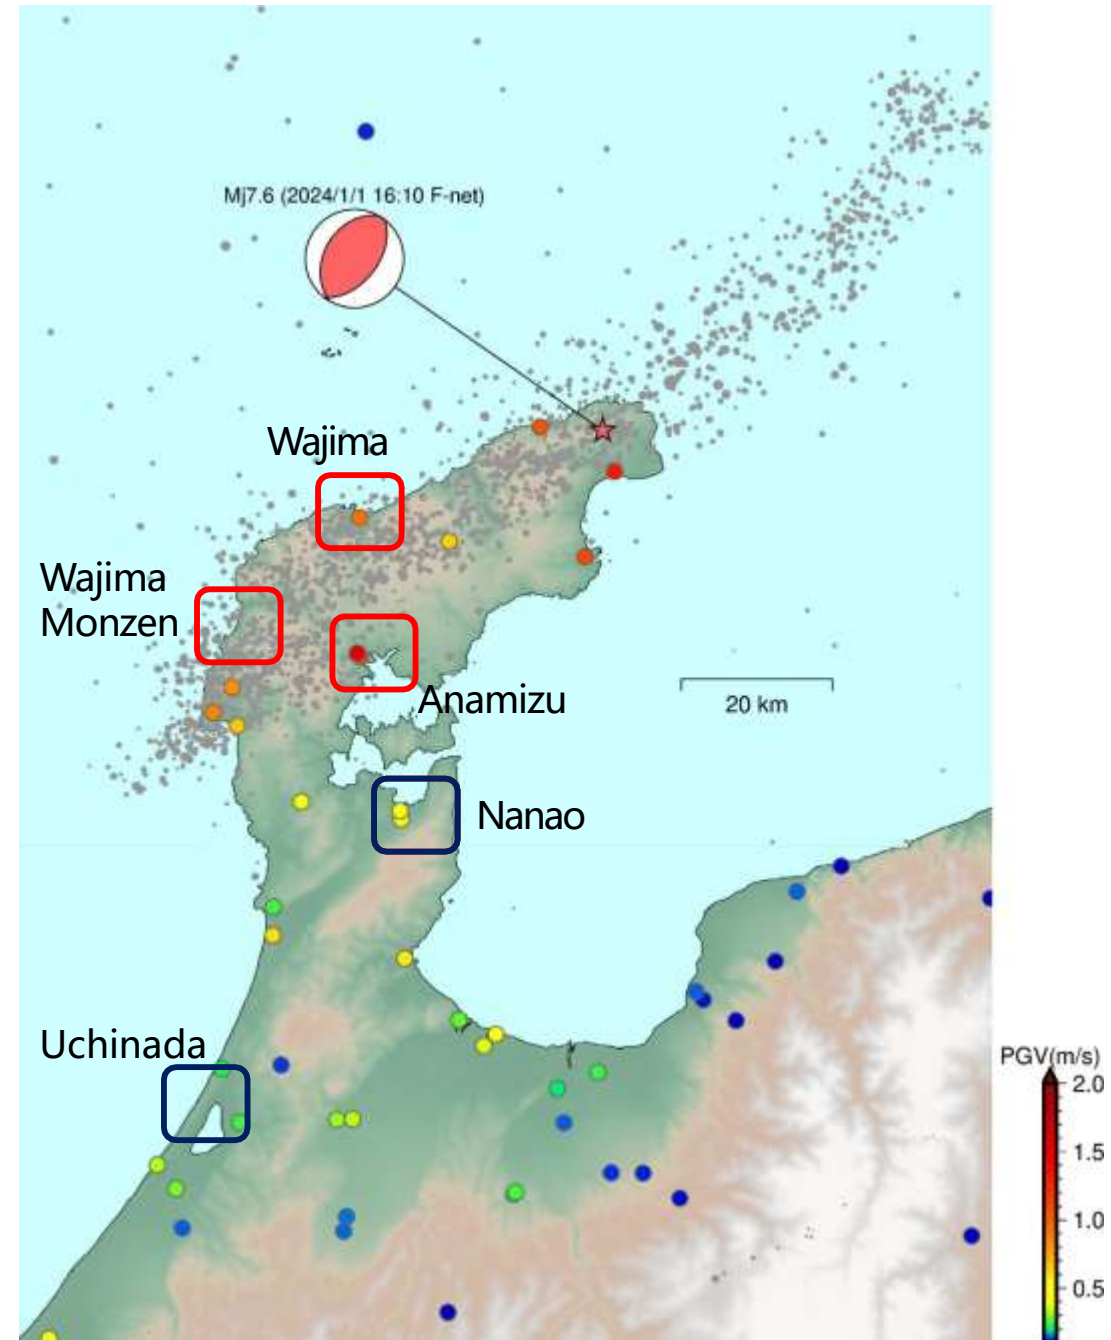 Mj7.6 (2024/1/1 16:10 F-net)
Wajima
Wajima
Monzen
Anamizu
20 km
Nanao
Uchinada
PGV(m/s)
2.0
1.5
1.0
0.5